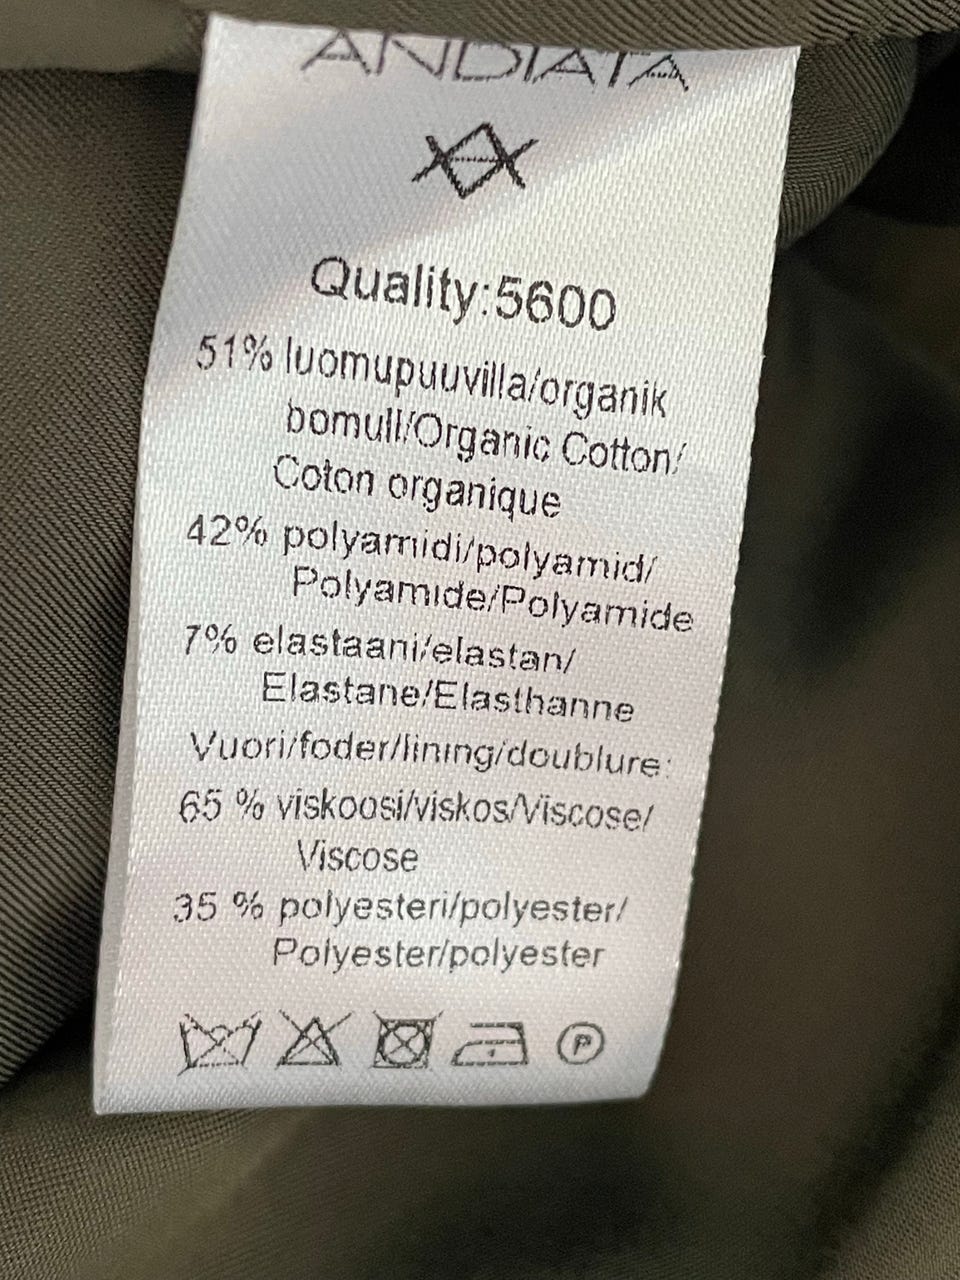 ANDIATA
Quality:5600
51% luomupuuvilla/organik
bomull/Organic Cotton/
Coton organique
42% polyamidi/polyamid/
Polyamide/Polyamide
7% elastaani/elastan/
Elastane/Elasthanne
Vuori/foder/lining/doublure:
65 % viskoosi/viskos/Viscose/
Viscose
35 % polyesteri/polyester/
Polyester/polyester
P